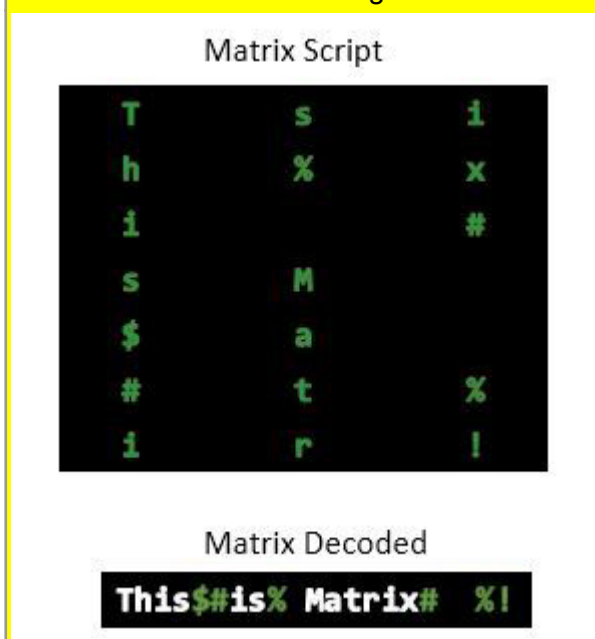 Matrix Script
T s i
h % x
i #
s M
$ a
# t %
i r !
Matrix Decoded
This$#is% Matrix#  %!